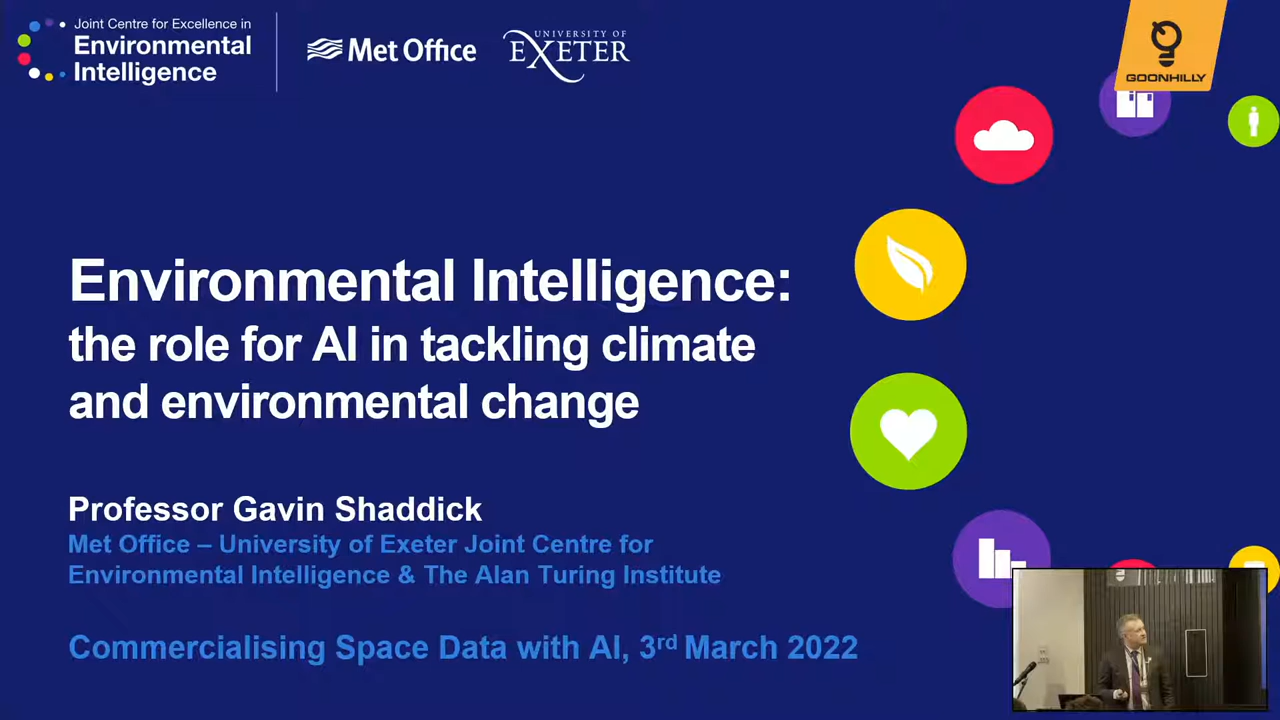 Joint Centre for Excellence in
Environmental
Intelligence
Met Office
UNIVERSITY OF
EXETER
GOONHILLY
Environmental Intelligence:
the role for AI in tackling climate
and environmental change
Professor Gavin Shaddick
Met Office – University of Exeter Joint Centre for
Environmental Intelligence & The Alan Turing Institute
Commercialising Space Data with AI, 3rd March 2022